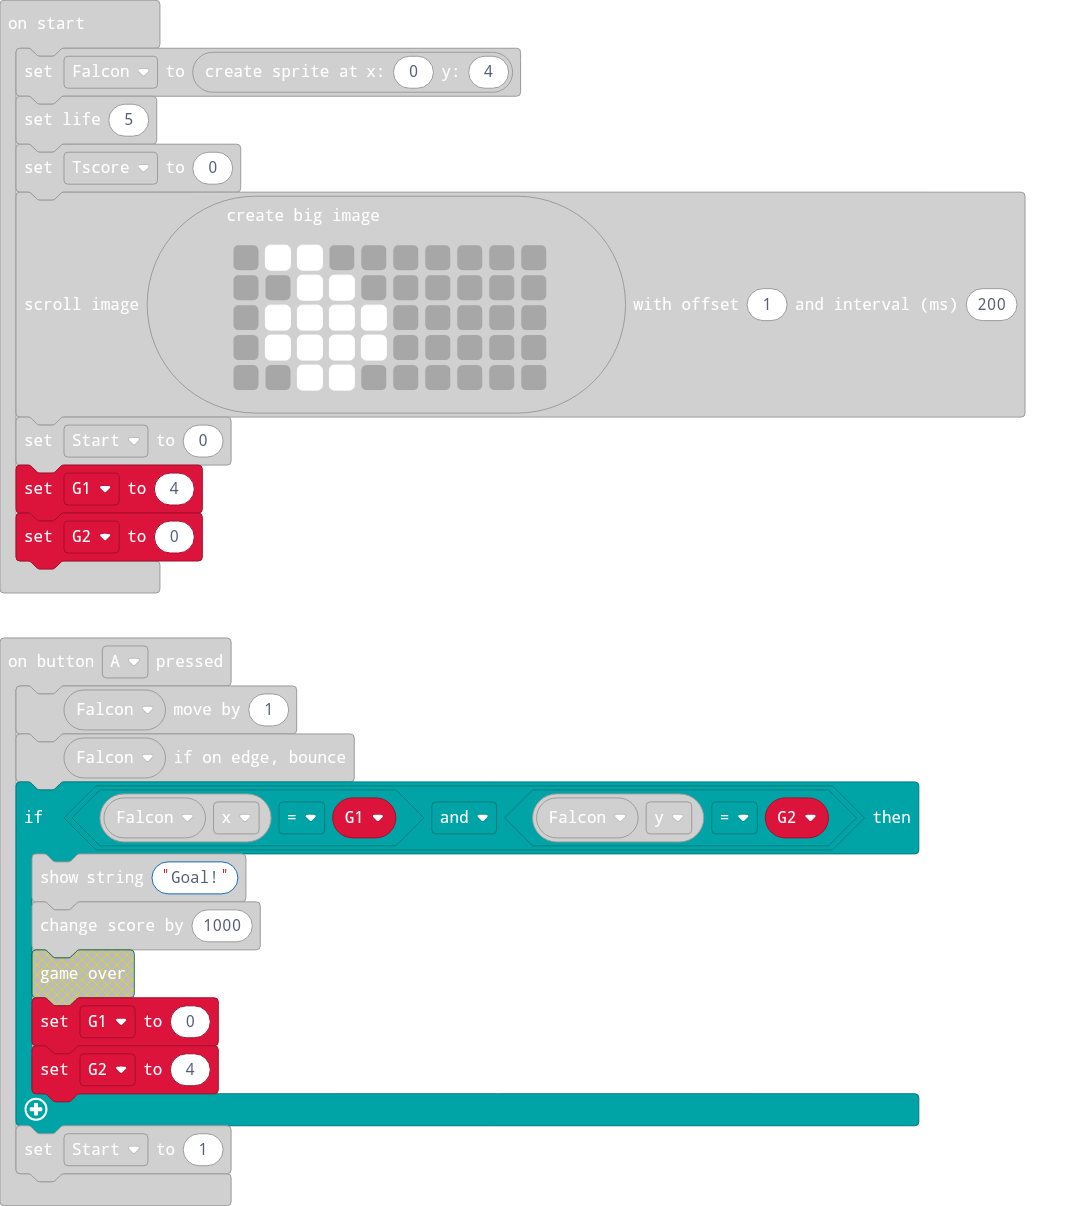 on start
set Falcon to create sprite at x: 0 y: 4
set life 5
set Tscore to 0
create big image
scroll image with offset 1 and interval (ms) 200
set Start to 0
set G1 to 4
set G2 to 0
on button A pressed
Falcon move by 1
Falcon if on edge, bounce
if Falcon x = G1 and Falcon y = G2 then
show string "Goal!"
change score by 1000
game over
set G1 to 0
set G2 to 4
set Start to 1